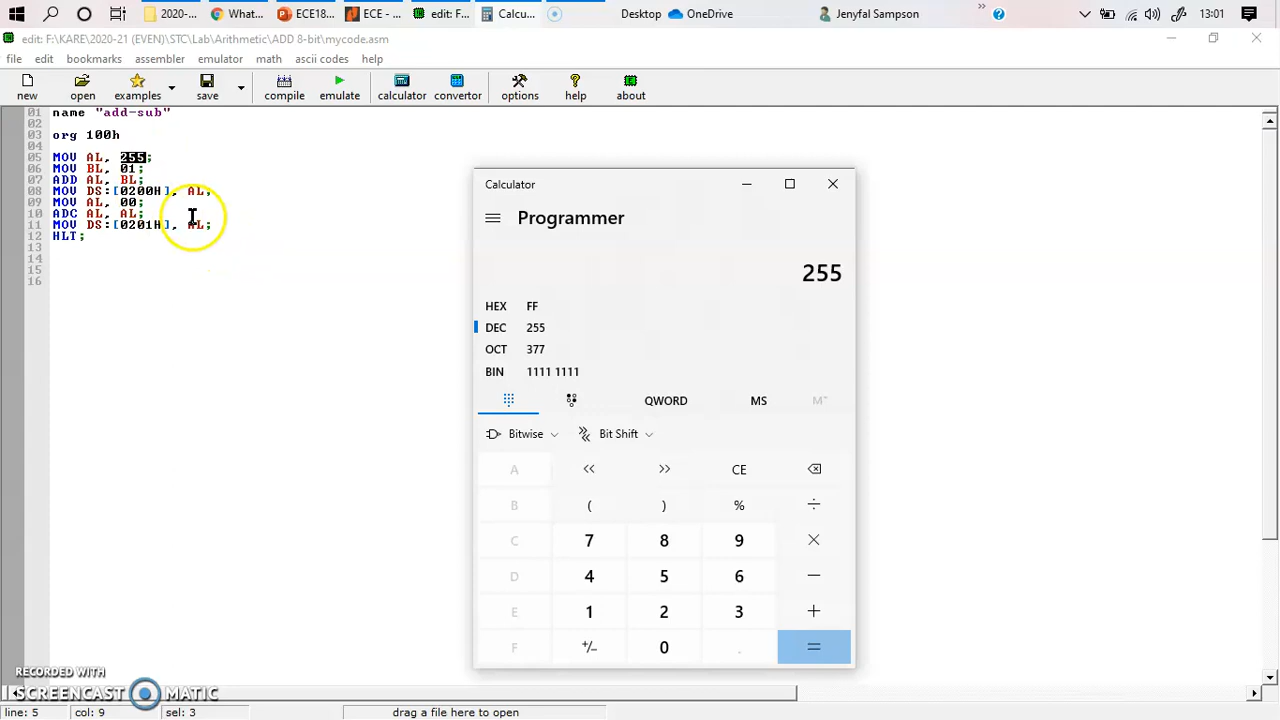 2020-...
What...
ECE18...
ECE - ...
edit: F:...
Calcu...
Desktop
OneDrive
Jenyfal Sampson
»
?
13:01
edit: F:\KARE\2020-21 (EVEN)\STC\Lab\Arithmetic\ADD 8-bit\mycode.asm
file edit bookmarks assembler emulator math ascii codes help
new open examples save compile emulate calculator convertor options help about
01 name "add-sub"
02
03 org 100h
04
05 MOV AL, 255;
06 MOV BL, 01;
07 ADD AL, BL;
08 MOV DS:[0200H], AL;
09 MOV AL, 00;
10 ADC AL, AL;
11 MOV DS:[0201H], AL;
12 HLT;
13
14
15
16
Calculator
Programmer
255
HEX FF
DEC 255
OCT 377
BIN 1111 1111
QWORD MS M˅
Bitwise Bit Shift
A << >> CE
B ( ) % ÷
C 7 8 9 ×
D 4 5 6 −
E 1 2 3 +
F +/− 0 . =
RECORDED WITH
SCREENCAST MATIC
line: 5 col: 9 sel: 3 drag a file here to open